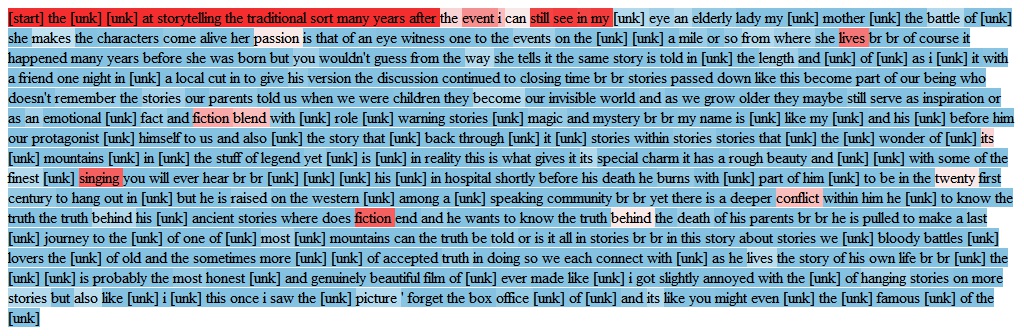 [start] the [unk] [unk] at storytelling the traditional sort many years after the event i can still see in my [unk] eye an elderly lady my [unk] mother [unk] the battle of [unk]
she makes the characters come alive her passion is that of an eye witness one to the events on the [unk] [unk] a mile or so from where she lives br br of course it
happened many years before she was born but you wouldn't guess from the way she tells it the same story is told in [unk] the length and [unk] of [unk] as i [unk] it with
a friend one night in [unk] a local cut in to give his version the discussion continued to closing time br br stories passed down like this become part of our being who
doesn't remember the stories our parents told us when we were children they become our invisible world and as we grow older they maybe still serve as inspiration or
as an emotional [unk] fact and fiction blend with [unk] role [unk] warning stories [unk] magic and mystery br br my name is [unk] like my [unk] and his [unk] before him
our protagonist [unk] himself to us and also [unk] the story that [unk] back through [unk] it [unk] stories within stories stories that [unk] the [unk] wonder of [unk] its
[unk] mountains [unk] in [unk] the stuff of legend yet [unk] is [unk] in reality this is what gives it its special charm it has a rough beauty and [unk] [unk] with some of the
finest [unk] singing you will ever hear br br [unk] [unk] [unk] his [unk] in hospital shortly before his death he burns with [unk] part of him [unk] to be in the twenty first
century to hang out in [unk] but he is raised on the western [unk] among a [unk] speaking community br br yet there is a deeper conflict within him he [unk] to know the
truth the truth behind his [unk] ancient stories where does fiction end and he wants to know the truth behind the death of his parents br br he is pulled to make a last
[unk] journey to the [unk] of one of [unk] most [unk] mountains can the truth be told or is it all in stories br br in this story about stories we [unk] bloody battles [unk]
lovers the [unk] of old and the sometimes more [unk] of accepted truth in doing so we each connect with [unk] as he lives the story of his own life br br [unk] the
[unk] [unk] is probably the most honest [unk] and genuinely beautiful film of [unk] ever made like [unk] i got slightly annoyed with the [unk] of hanging stories on more
stories but also like [unk] i [unk] this once i saw the [unk] picture ' forget the box office [unk] of [unk] and its like you might even [unk] the [unk] famous [unk] of the
[unk]